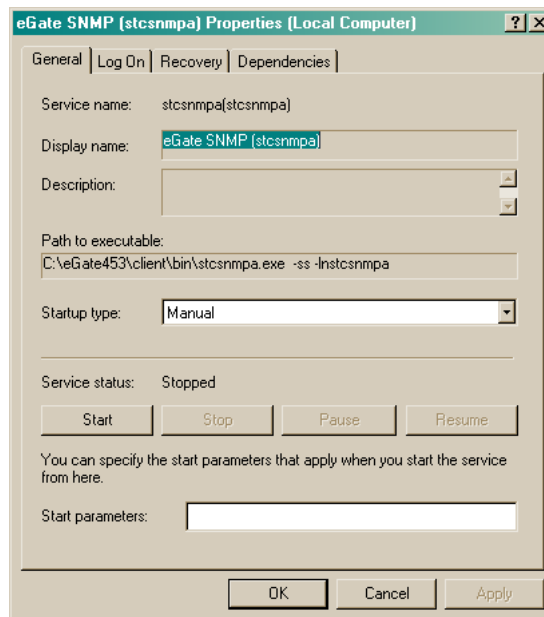 eGate SNMP (stcsnmpa) Properties (Local Computer)
General Log On Recovery Dependencies
Service name: stcsnmpa(stcsnmpa)
Display name: eGate SNMP (stcsnmpa)
Description:
Path to executable:
C:\eGate453\client\bin\stcsnmpa.exe -ss -lnstcsnmpa
Startup type: Manual
Service status: Stopped
Start Stop Pause Resume
You can specify the start parameters that apply when you start the service
from here.
Start parameters:
OK Cancel Apply